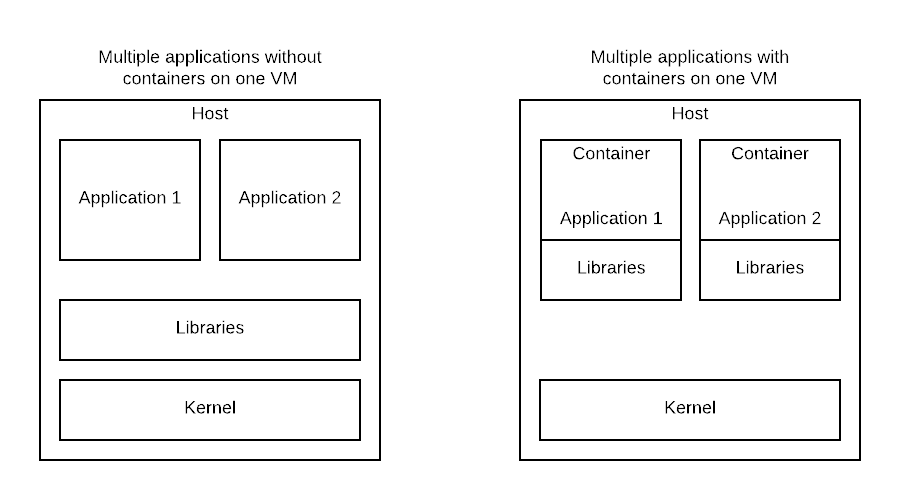 Multiple applications without
containers on one VM
Host
Application 1
Application 2
Libraries
Kernel
Multiple applications with
containers on one VM
Host
Container
Application 1
Libraries
Container
Application 2
Libraries
Kernel